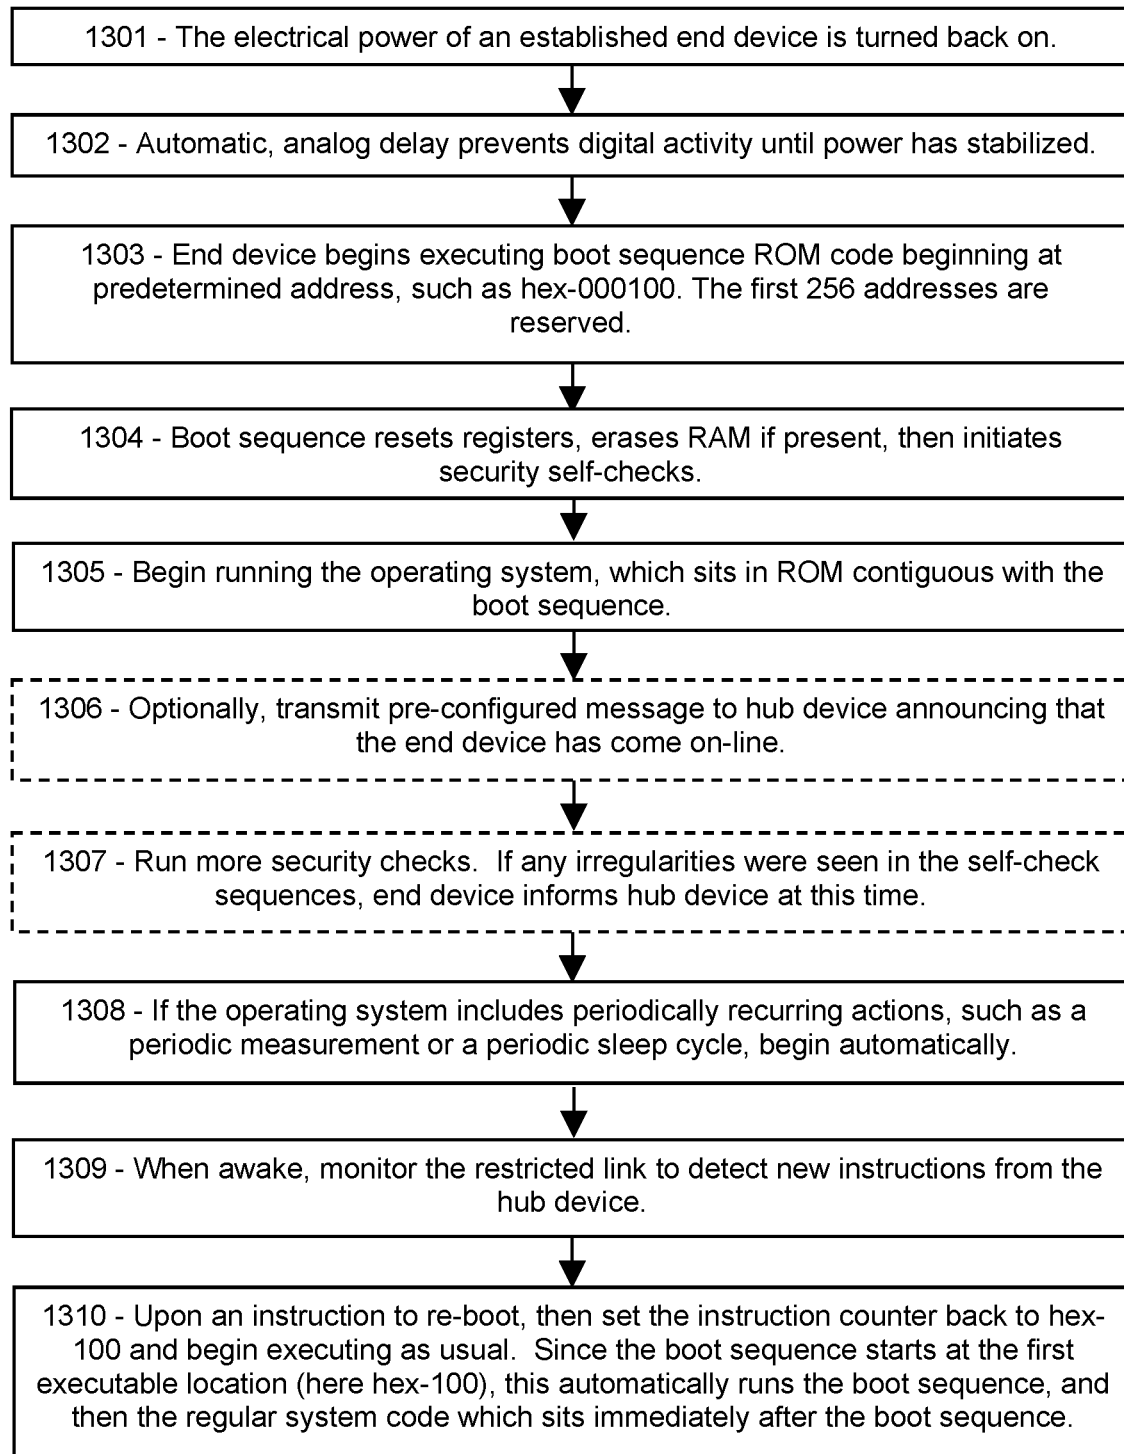 1301 - The electrical power of an established end device is turned back on.
1302 - Automatic, analog delay prevents digital activity until power has stabilized.
1303 - End device begins executing boot sequence ROM code beginning at
predetermined address, such as hex-000100. The first 256 addresses are
reserved.
1304 - Boot sequence resets registers, erases RAM if present, then initiates
security self-checks.
1305 - Begin running the operating system, which sits in ROM contiguous with the
boot sequence.
1306 - Optionally, transmit pre-configured message to hub device announcing that
the end device has come on-line.
1307 - Run more security checks.  If any irregularities were seen in the self-check
sequences, end device informs hub device at this time.
1308 - If the operating system includes periodically recurring actions, such as a
periodic measurement or a periodic sleep cycle, begin automatically.
1309 - When awake, monitor the restricted link to detect new instructions from the
hub device.
1310 - Upon an instruction to re-boot, then set the instruction counter back to hex-
100 and begin executing as usual.  Since the boot sequence starts at the first
executable location (here hex-100), this automatically runs the boot sequence, and
then the regular system code which sits immediately after the boot sequence.